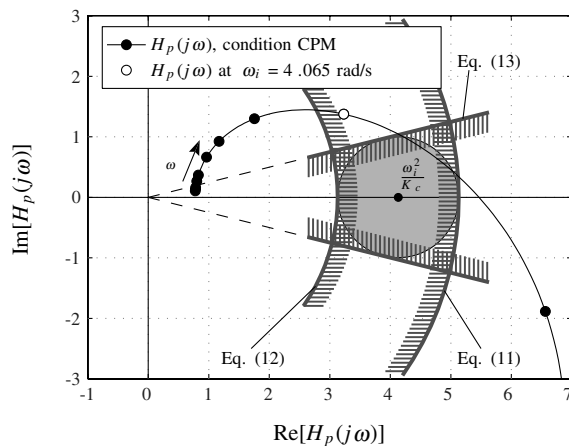 H_p(jω), condition CPM
H_p(jω) at ω_i = 4.065 rad/s
3
2
1
0
-1
-2
-3
Im[H_p(jω)]
ω
ω_i^2
K_c
Eq. (13)
Eq. (12)
Eq. (11)
-1
0
1
2
3
4
5
6
7
Re[H_p(jω)]